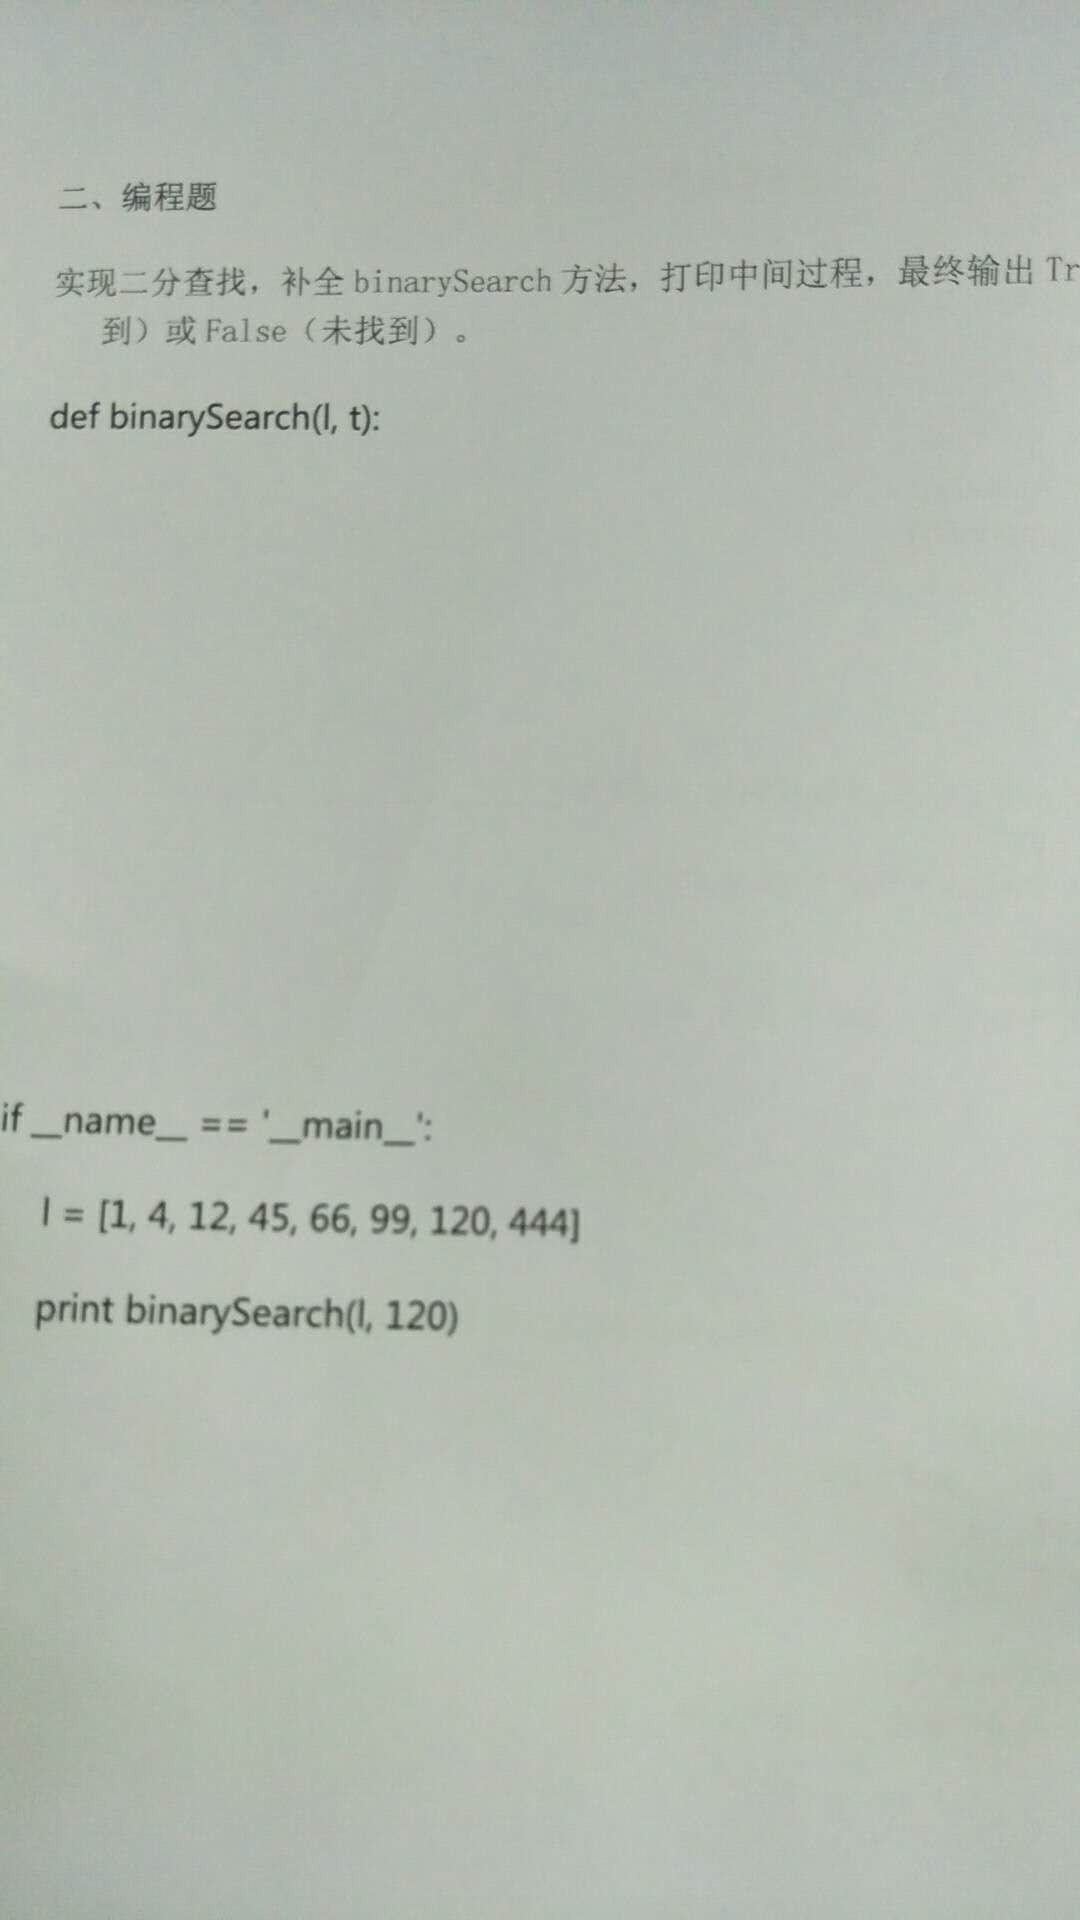 二、编程题
实现二分查找，补全 binarySearch 方法，打印中间过程，最终输出 Tr
到）或 False（未找到）。
def binarySearch(l, t):
if __name__ == '__main__':
l = [1, 4, 12, 45, 66, 99, 120, 444]
print binarySearch(l, 120)